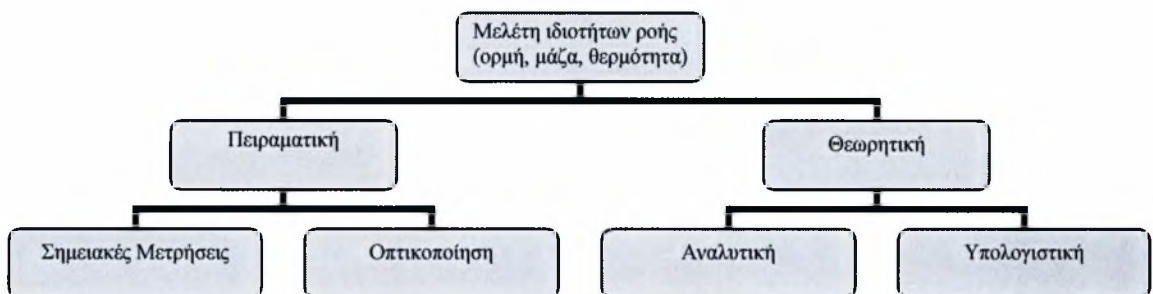 Μελέτη ιδιοτήτων ροής
(ορμή, μάζα, θερμότητα)
Πειραματική
Θεωρητική
Σημειακές Μετρήσεις
Οπτικοποίηση
Αναλυτική
Υπολογιστική